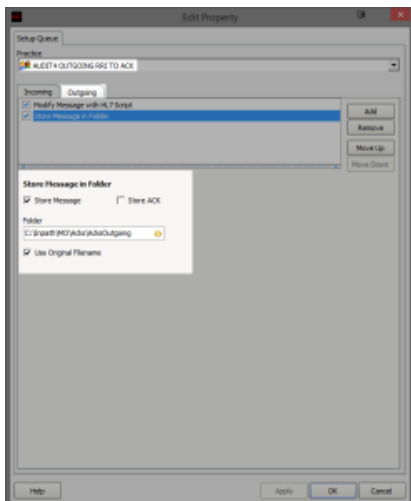 Edit Property
Setup Queue
Practice
AUDIT4 OUTGOING RRI TO ACK
Incoming Outgoing
Modify Message with HL7 Script
Store Message in Folder
Add
Remove
Move Up
Move Down
Store Message in Folder
Store Message Store ACK
Folder
Use Original Filename
Help Apply OK Cancel